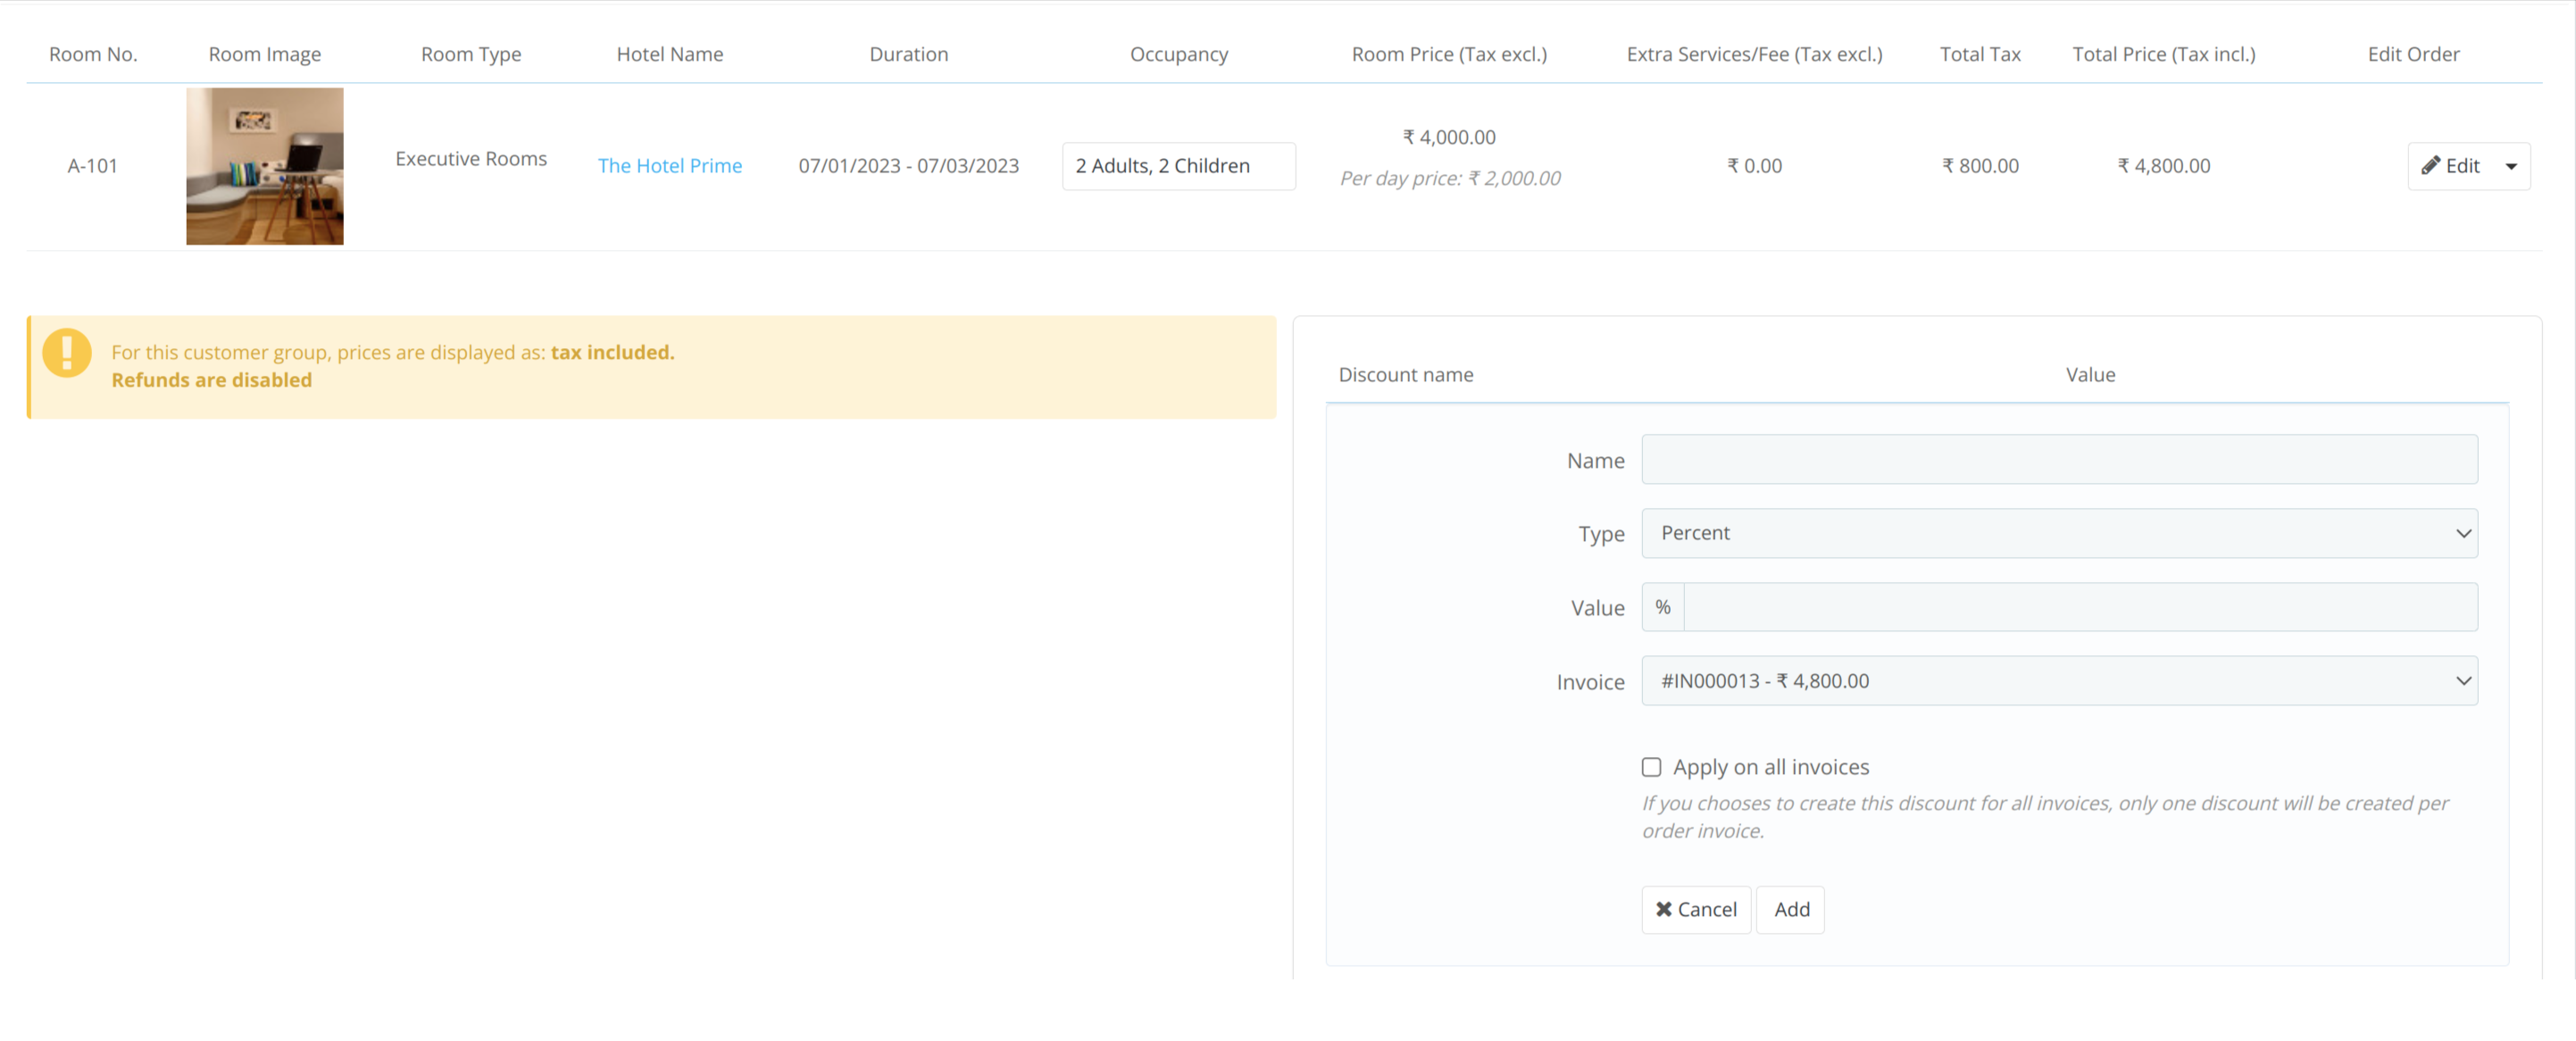 Room No. Room Image Room Type Hotel Name Duration Occupancy Room Price (Tax excl.) Extra Services/Fee (Tax excl.) Total Tax Total Price (Tax incl.) Edit Order
A-101 Executive Rooms The Hotel Prime 07/01/2023 - 07/03/2023 2 Adults, 2 Children ₹ 4,000.00 ₹ 0.00 ₹ 800.00 ₹ 4,800.00 Edit
Per day price: ₹ 2,000.00
For this customer group, prices are displayed as: tax included.
Refunds are disabled
Discount name Value
Name
Type Percent
Value %
Invoice #IN000013 - ₹ 4,800.00
Apply on all invoices
If you chooses to create this discount for all invoices, only one discount will be created per
order invoice.
Cancel Add